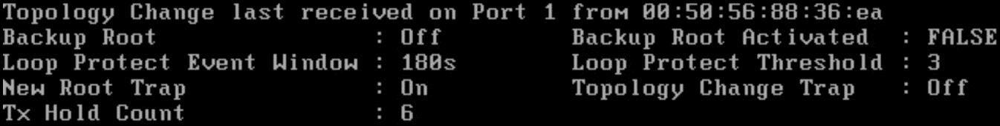 Topology Change last received on Port 1 from 00:50:56:88:36:ea
Backup Root : Off Backup Root Activated : FALSE
Loop Protect Event Window : 180s Loop Protect Threshold : 3
New Root Trap : On Topology Change Trap : Off
Tx Hold Count : 6